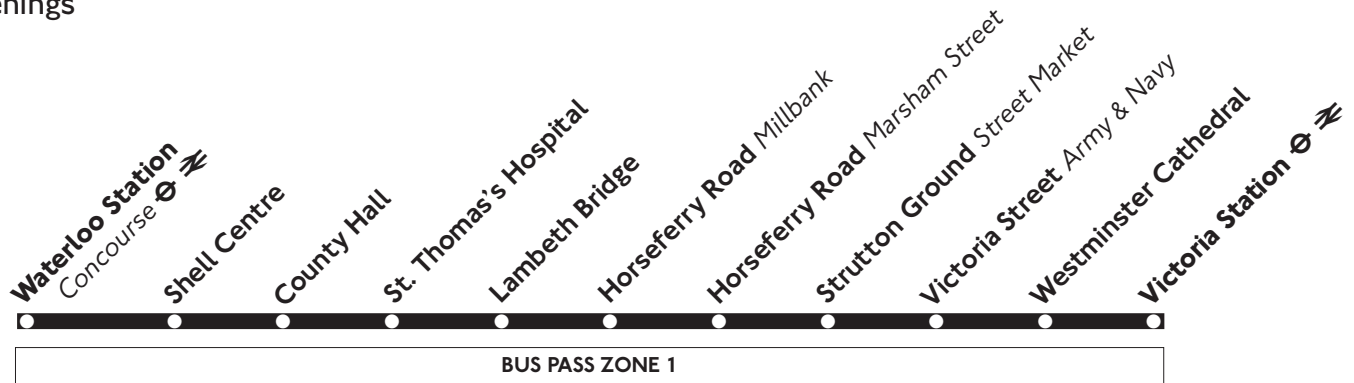 enings
Waterloo Station
Concourse
Shell Centre
County Hall
St. Thomas's Hospital
Lambeth Bridge
Horseferry Road Millbank
Horseferry Road Marsham Street
Strutton Ground Street Market
Victoria Street Army & Navy
Westminster Cathedral
Victoria Station
BUS PASS ZONE 1